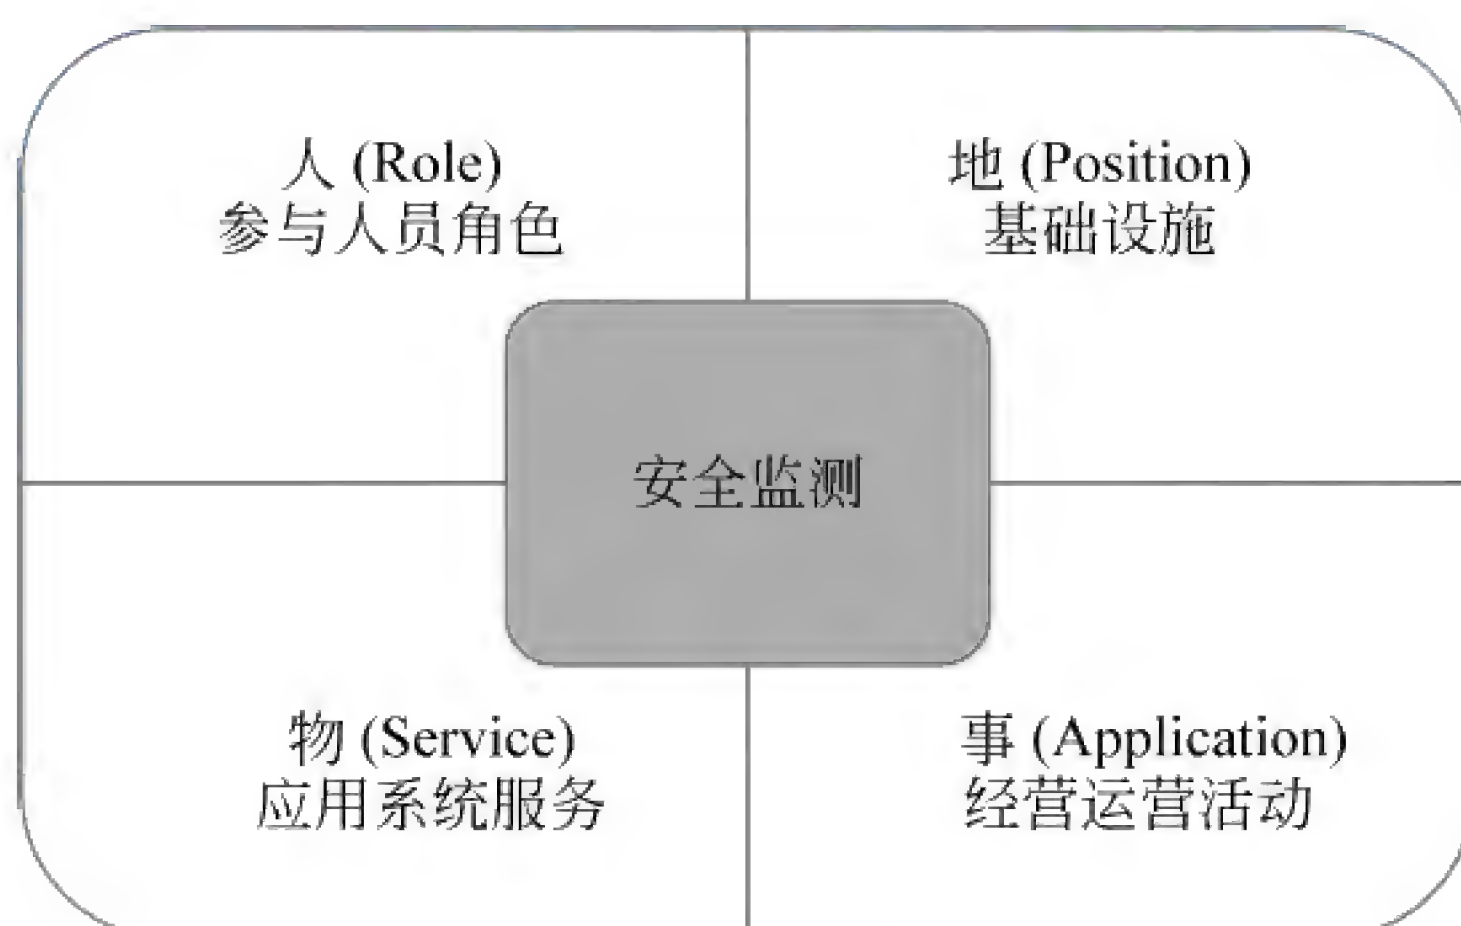 人 (Role)
参与人员角色
地 (Position)
基础设施
安全监测
物 (Service)
应用系统服务
事 (Application)
经营运营活动